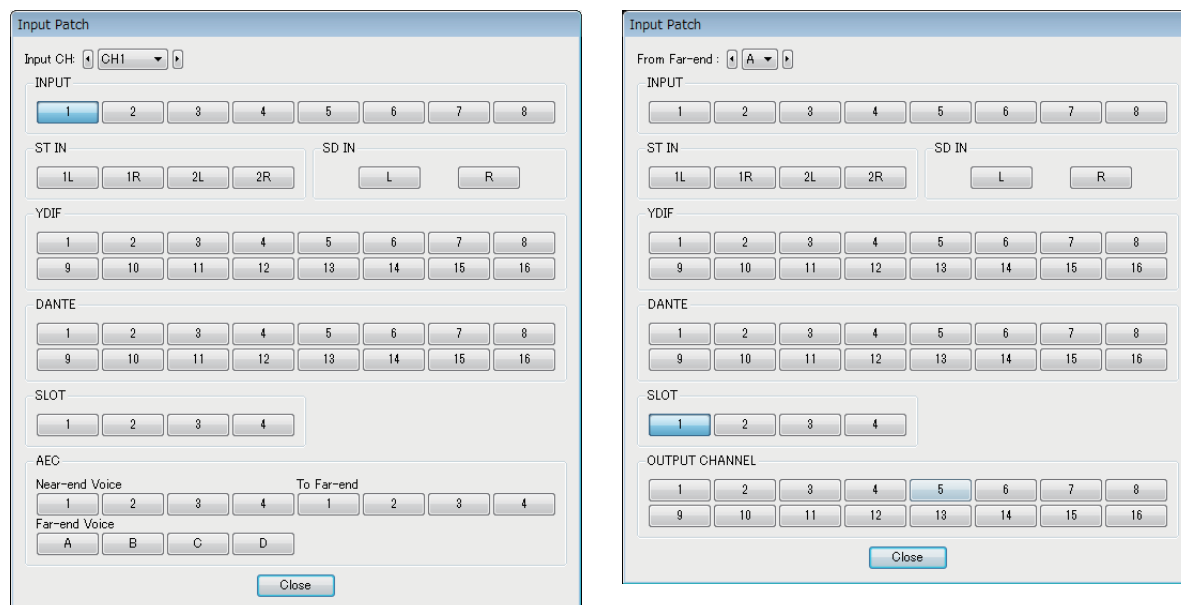 Input Patch
Input CH: CH1
INPUT
1 2 3 4 5 6 7 8
ST IN SD IN
1L 1R 2L 2R L R
YDIF
1 2 3 4 5 6 7 8
9 10 11 12 13 14 15 16
DANTE
1 2 3 4 5 6 7 8
9 10 11 12 13 14 15 16
SLOT
1 2 3 4
AEC
Near-end Voice To Far-end
1 2 3 4 1 2 3 4
Far-end Voice
A B C D
Close
Input Patch
From Far-end : A
INPUT
1 2 3 4 5 6 7 8
ST IN SD IN
1L 1R 2L 2R L R
YDIF
1 2 3 4 5 6 7 8
9 10 11 12 13 14 15 16
DANTE
1 2 3 4 5 6 7 8
9 10 11 12 13 14 15 16
SLOT
1 2 3 4
OUTPUT CHANNEL
1 2 3 4 5 6 7 8
9 10 11 12 13 14 15 16
Close